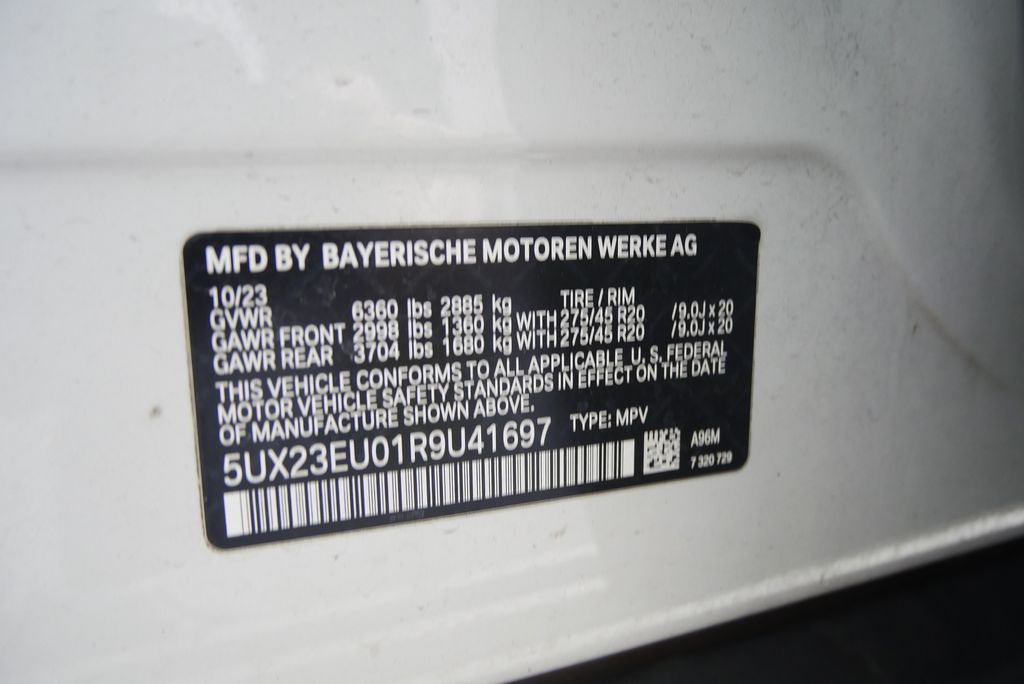 MFD BY BAYERISCHE MOTOREN WERKE AG
10/23 TIRE / RIM
GVWR 6360 lbs 2885 kg
GAWR FRONT 2998 lbs 1360 kg WITH 275/45 R20 /9.0J x 20
GAWR REAR 3704 lbs 1680 kg WITH 275/45 R20 /9.0J x 20
THIS VEHICLE CONFORMS TO ALL APPLICABLE U.S. FEDERAL
MOTOR VEHICLE SAFETY STANDARDS IN EFFECT ON THE DATE
OF MANUFACTURE SHOWN ABOVE.
5UX23EU01R9U41697 TYPE: MPV
A96M
7 320 729